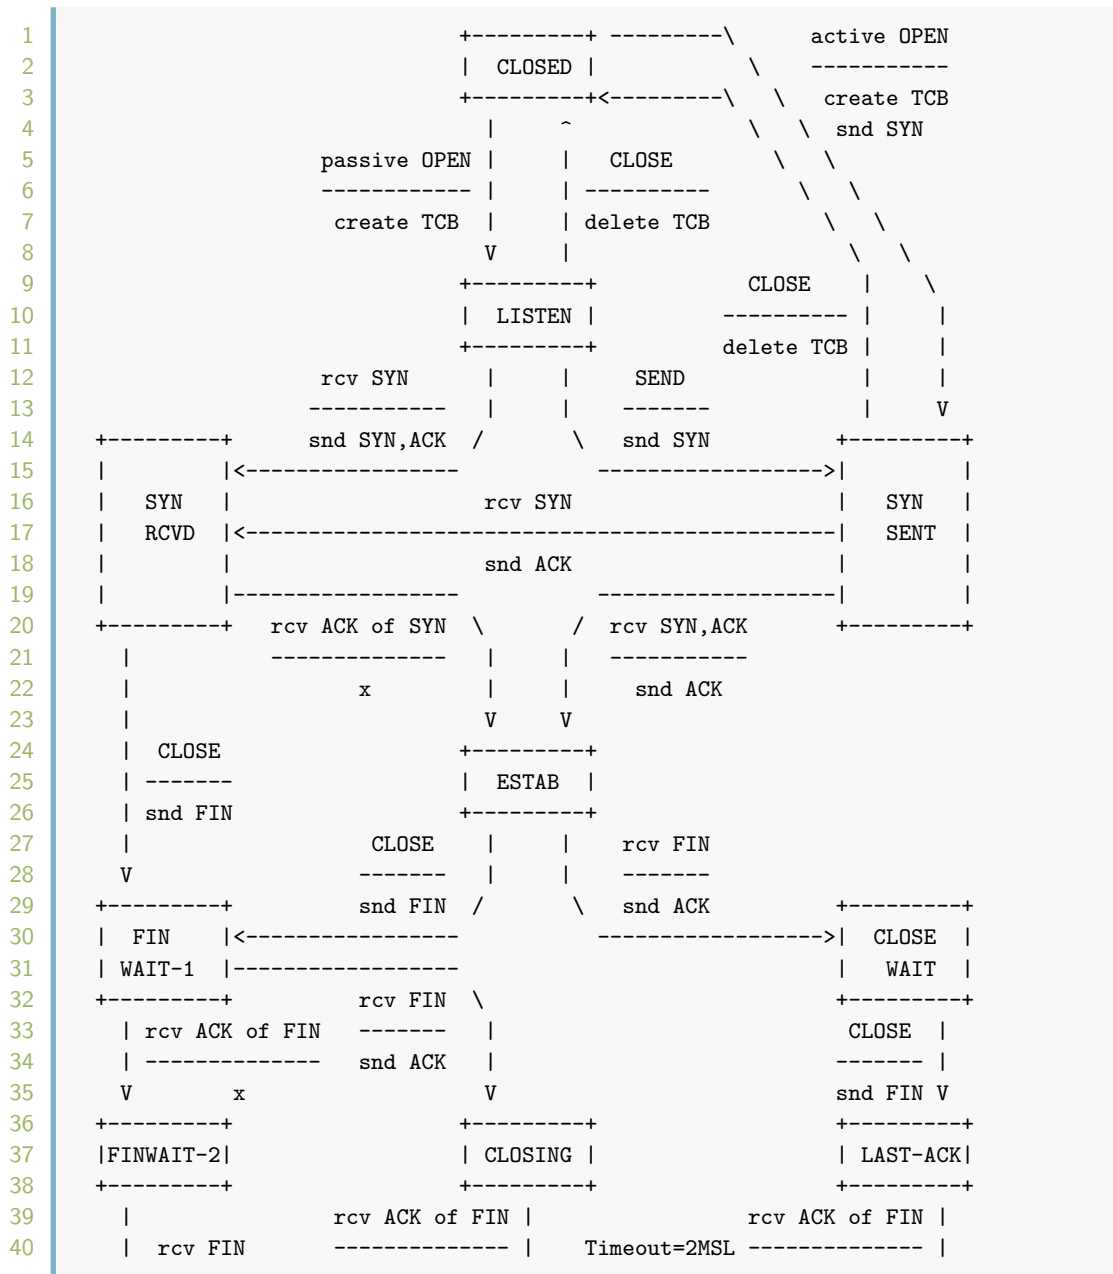 1                                  +---------+ ---------\      active OPEN
2                                  |  CLOSED |            \    -----------
3                                  +---------+<---------\   \   create TCB
4                                    |     ^              \   \  snd SYN
5                       passive OPEN |     |   CLOSE        \   \
6                       ------------ |     | ----------       \   \
7                        create TCB  |     | delete TCB         \   \
8                                    V     |                      \   \
9                                  +---------+            CLOSE    |    \
10                                 |  LISTEN |          ---------- |     |
11                                 +---------+          delete TCB |     |
12                      rcv SYN      |     |     SEND              |     |
13                     -----------   |     |    -------            |     V
14    +---------+      snd SYN,ACK  /       \   snd SYN          +---------+
15    |         |<-----------------           ------------------>|         |
16    |   SYN   |                    rcv SYN                     |   SYN   |
17    |   RCVD  |<-----------------------------------------------|   SENT  |
18    |         |                    snd ACK                     |         |
19    |         |------------------           -------------------|         |
20    +---------+   rcv ACK of SYN  \       /  rcv SYN,ACK       +---------+
21      |           --------------   |     |   -----------
22      |                  x         |     |     snd ACK
23      |                            V     V
24      |  CLOSE                   +---------+
25      | -------                  |  ESTAB  |
26      | snd FIN                  +---------+
27      |                   CLOSE    |     |    rcv FIN
28      V                  -------   |     |    -------
29    +---------+          snd FIN  /       \   snd ACK          +---------+
30    |  FIN    |<-----------------           ------------------>|  CLOSE  |
31    | WAIT-1  |------------------                              |   WAIT  |
32    +---------+          rcv FIN  \                            +---------+
33      | rcv ACK of FIN   -------   |                            CLOSE  |
34      | --------------   snd ACK   |                           ------- |
35      V        x                   V                           snd FIN V
36    +---------+                  +---------+                   +---------+
37    |FINWAIT-2|                  | CLOSING |                   | LAST-ACK|
38    +---------+                  +---------+                   +---------+
39      |                rcv ACK of FIN |                 rcv ACK of FIN |
40      |  rcv FIN       -------------- |    Timeout=2MSL -------------- |